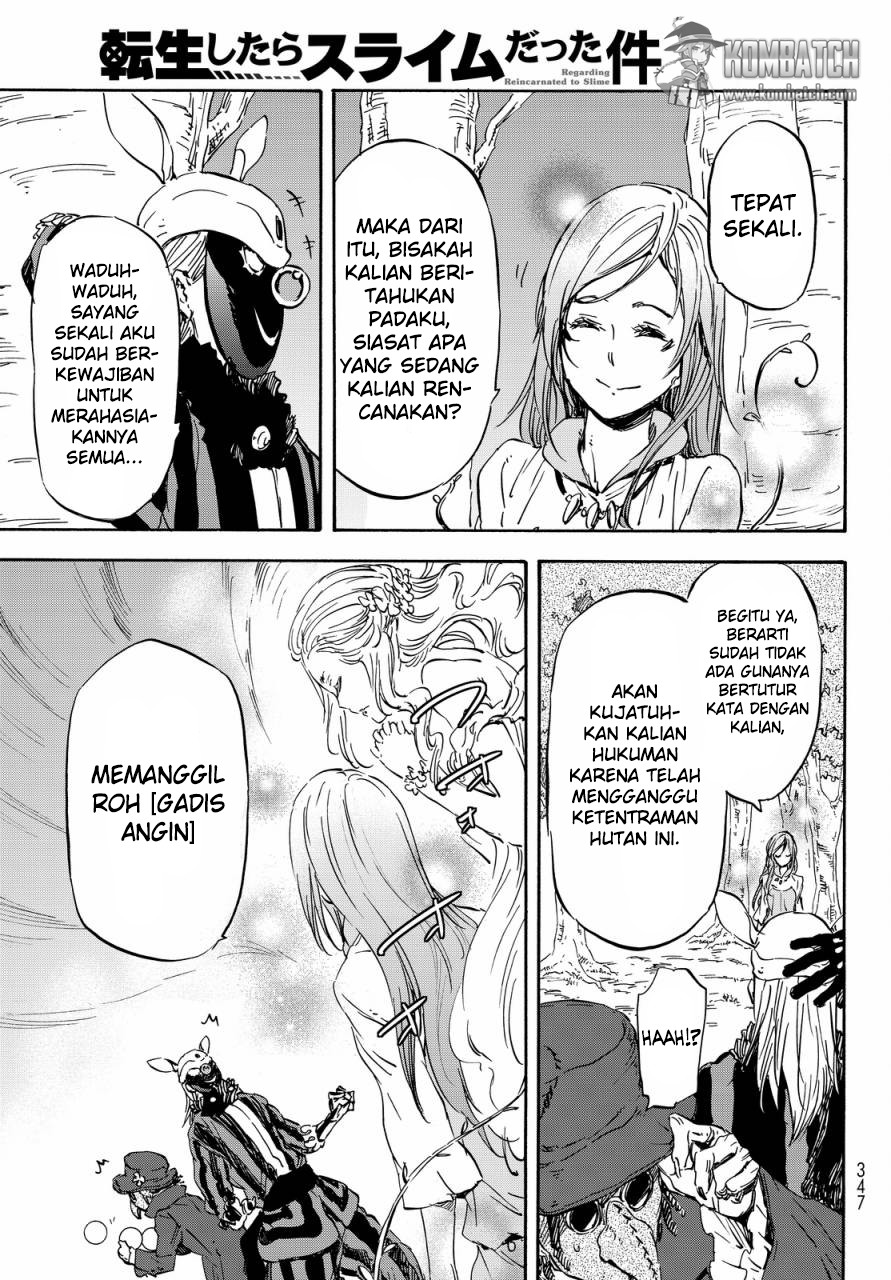 転生したらスライムだった件
Regarding
Reincarnated to Slime
KOMBATCH
www.kombatch.com
TEPAT
SEKALI.
MAKA DARI
ITU, BISAKAH
KALIAN BERI-
TAHUKAN
PADAKU,
SIASAT APA
YANG SEDANG
KALIAN REN-
CANAKAN?
WADUH-
WADUH,
SAYANG
SEKALI AKU
SUDAH BER-
KEWAJIBAN
UNTUK
MERAHASIA-
KANNYA
SEMUA...
BEGITU YA,
BERARTI
SUDAH TIDAK
ADA GUNANYA
BERTUTUR
KATA DENGAN
KALIAN,
AKAN
KUJATUH-
KAN KALIAN
HUKUMAN
KARENA TELAH
MENGGANGGU
KETENTRAMAN
HUTAN INI.
HAAH!?
MEMANGGIL
ROH [GADIS
ANGIN]
347